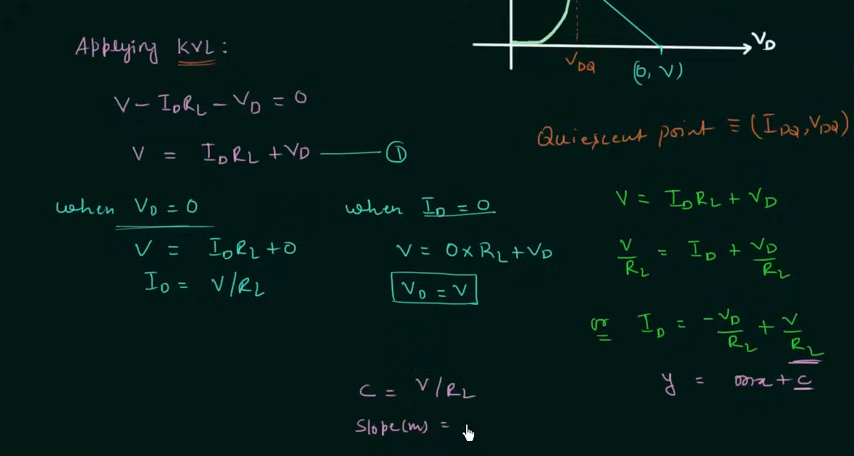 V_D
V_DQ
(0, V)
Applying KVL:
V - I_D R_L - V_D = 0
V = I_D R_L + V_D ——— ①
Quiescent point ≡ (I_DQ, V_DQ)
when V_D = 0
V = I_D R_L + 0
I_D = V/R_L
when I_D = 0
V = 0 × R_L + V_D
V_D = V
V = I_D R_L + V_D
V/R_L = I_D + V_D/R_L
or I_D = -V_D/R_L + V/R_L
y = mx + c
C = V/R_L
Slope(m) =